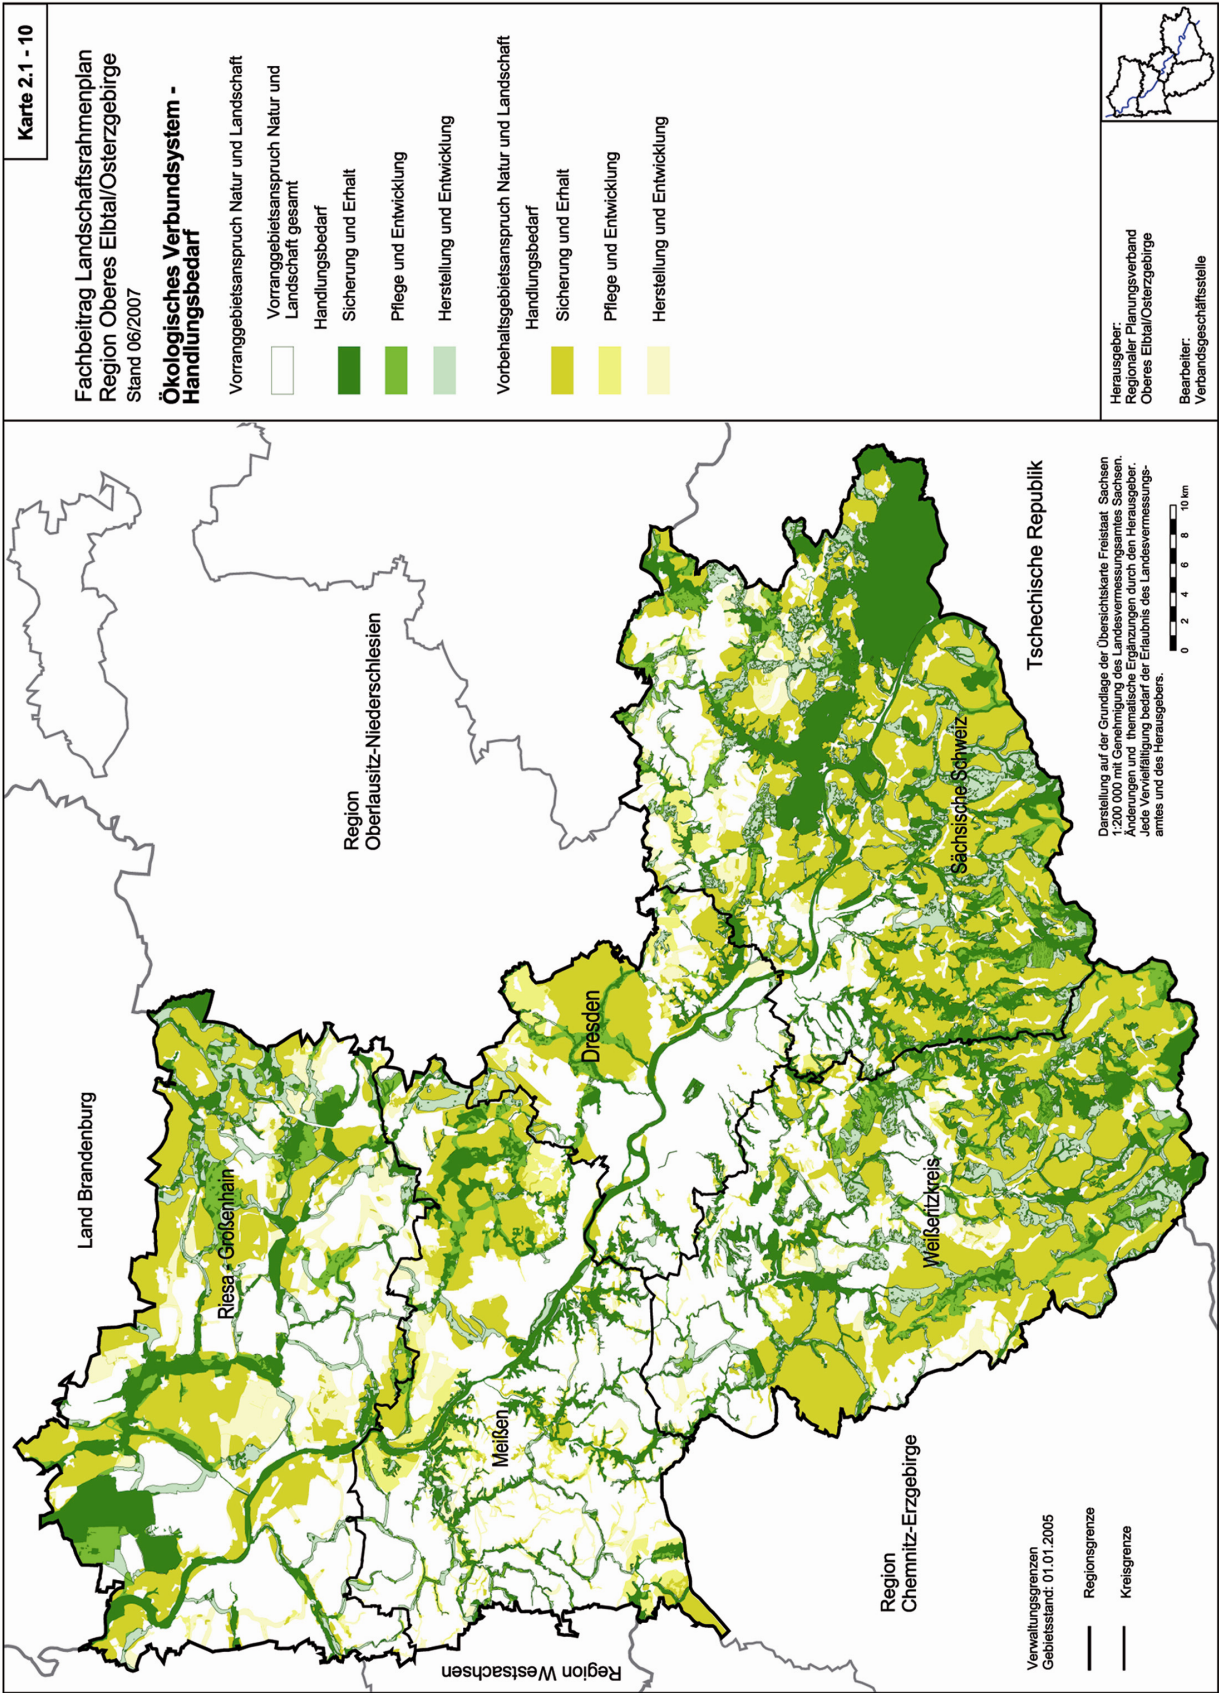 Karte 2.1 - 10
Fachbeitrag Landschaftsrahmenplan
Region Oberes Elbtal/Osterzgebirge
Stand 06/2007
Ökologisches Verbundsystem -
Handlungsbedarf
Vorranggebietsanspruch Natur und Landschaft
Vorranggebietsanspruch Natur und
Landschaft gesamt
Handlungsbedarf
Sicherung und Erhalt
Pflege und Entwicklung
Herstellung und Entwicklung
Vorbehaltsgebietsanspruch Natur und Landschaft
Handlungsbedarf
Sicherung und Erhalt
Pflege und Entwicklung
Herstellung und Entwicklung
Herausgeber:
Regionaler Planungsverband
Oberes Elbtal/Osterzgebirge
Bearbeiter:
Verbandsgeschäftsstelle
Land Brandenburg
Region
Oberlausitz-Niederschlesien
Riesa - Großenhain
Meißen
Dresden
Sächsische Schweiz
Weißeritzkreis
Tschechische Republik
Region Westsachsen
Region
Chemnitz-Erzgebirge
Verwaltungsgrenzen
Gebietsstand: 01.01.2005
Regionsgrenze
Kreisgrenze
Darstellung auf der Grundlage der Übersichtskarte Freistaat Sachsen
1:200 000 mit Genehmigung des Landesvermessungsamtes Sachsen.
Änderungen und thematische Ergänzungen durch den Herausgeber.
Jede Vervielfältigung bedarf der Erlaubnis des Landesvermessungs-
amtes und des Herausgebers.
0 2 4 6 8 10 km